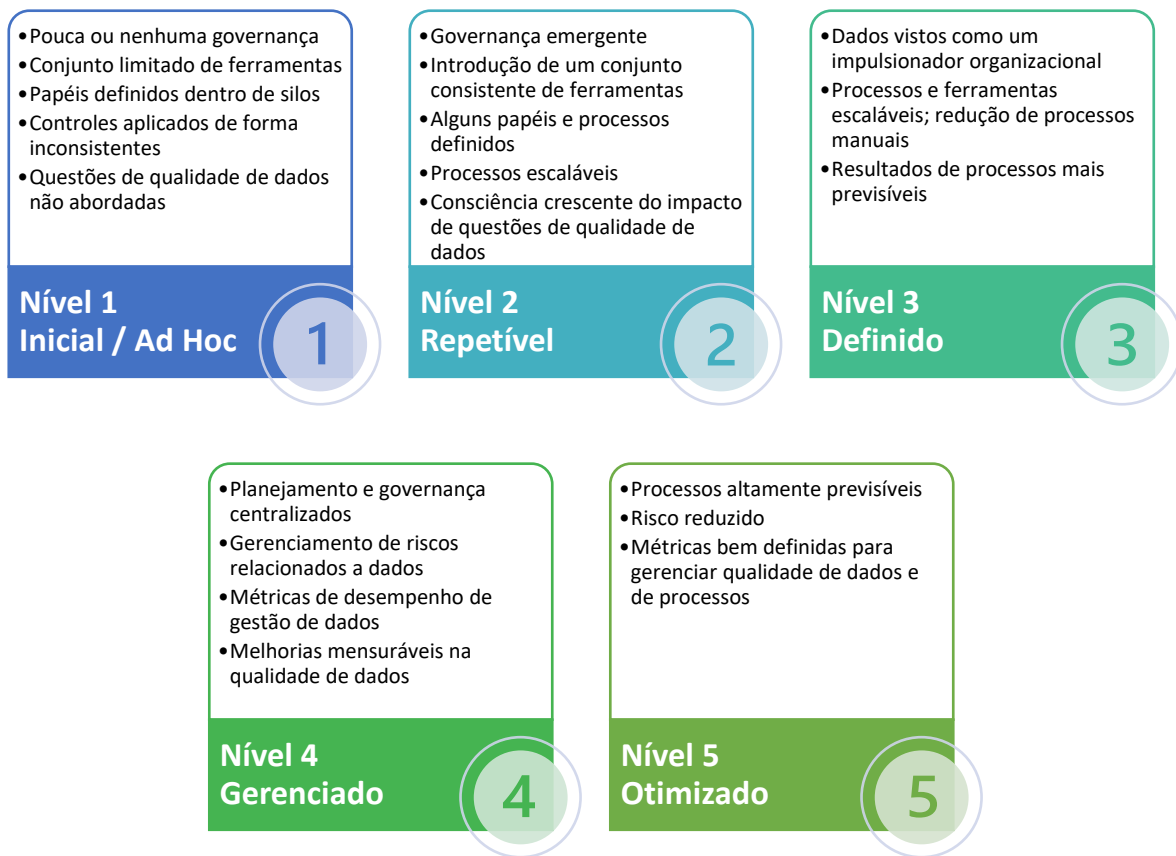 •Pouca ou nenhuma governança
•Conjunto limitado de ferramentas
•Papéis definidos dentro de silos
•Controles aplicados de forma
inconsistentes
•Questões de qualidade de dados
não abordadas
Nível 1
Inicial / Ad Hoc
1
•Governança emergente
•Introdução de um conjunto
consistente de ferramentas
•Alguns papéis e processos
definidos
•Processos escaláveis
•Consciência crescente do impacto
de questões de qualidade de
dados
Nível 2
Repetível
2
•Dados vistos como um
impulsionador organizacional
•Processos e ferramentas
escaláveis; redução de processos
manuais
•Resultados de processos mais
previsíveis
Nível 3
Definido
3
•Planejamento e governança
centralizados
•Gerenciamento de riscos
relacionados a dados
•Métricas de desempenho de
gestão de dados
•Melhorias mensuráveis na
qualidade de dados
Nível 4
Gerenciado
4
•Processos altamente previsíveis
•Risco reduzido
•Métricas bem definidas para
gerenciar qualidade de dados e
de processos
Nível 5
Otimizado
5